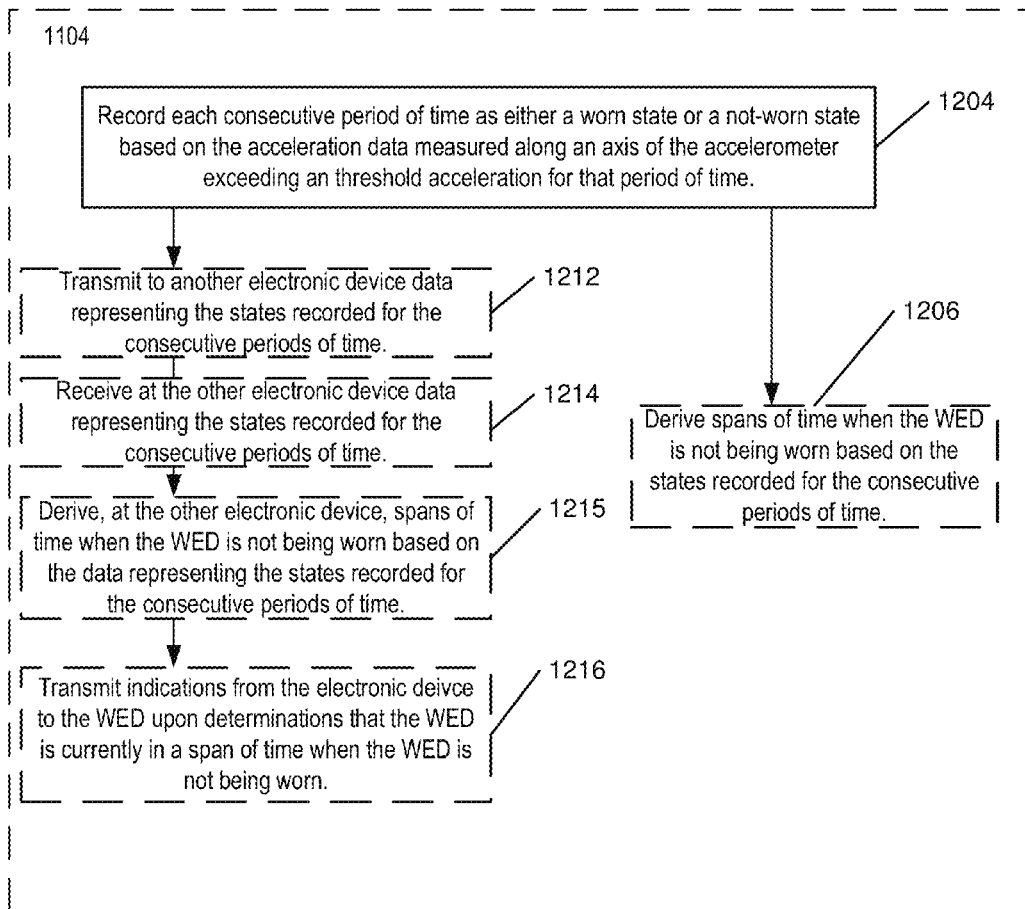 1104
Record each consecutive period of time as either a worn state or a not-worn state
based on the acceleration data measured along an axis of the accelerometer
exceeding an threshold acceleration for that period of time.
1204
Transmit to another electronic device data
representing the states recorded for the
consecutive periods of time.
1212
Receive at the other electronic device data
representing the states recorded for the
consecutive periods of time.
1214
Derive, at the other electronic device, spans of
time when the WED is not being worn based on
the data representing the states recorded for
the consecutive periods of time.
1215
Transmit indications from the electronic deivce
to the WED upon determinations that the WED
is currently in a span of time when the WED is
not being worn.
1216
1206
Derive spans of time when the WED
is not being worn based on the
states recorded for the consecutive
periods of time.